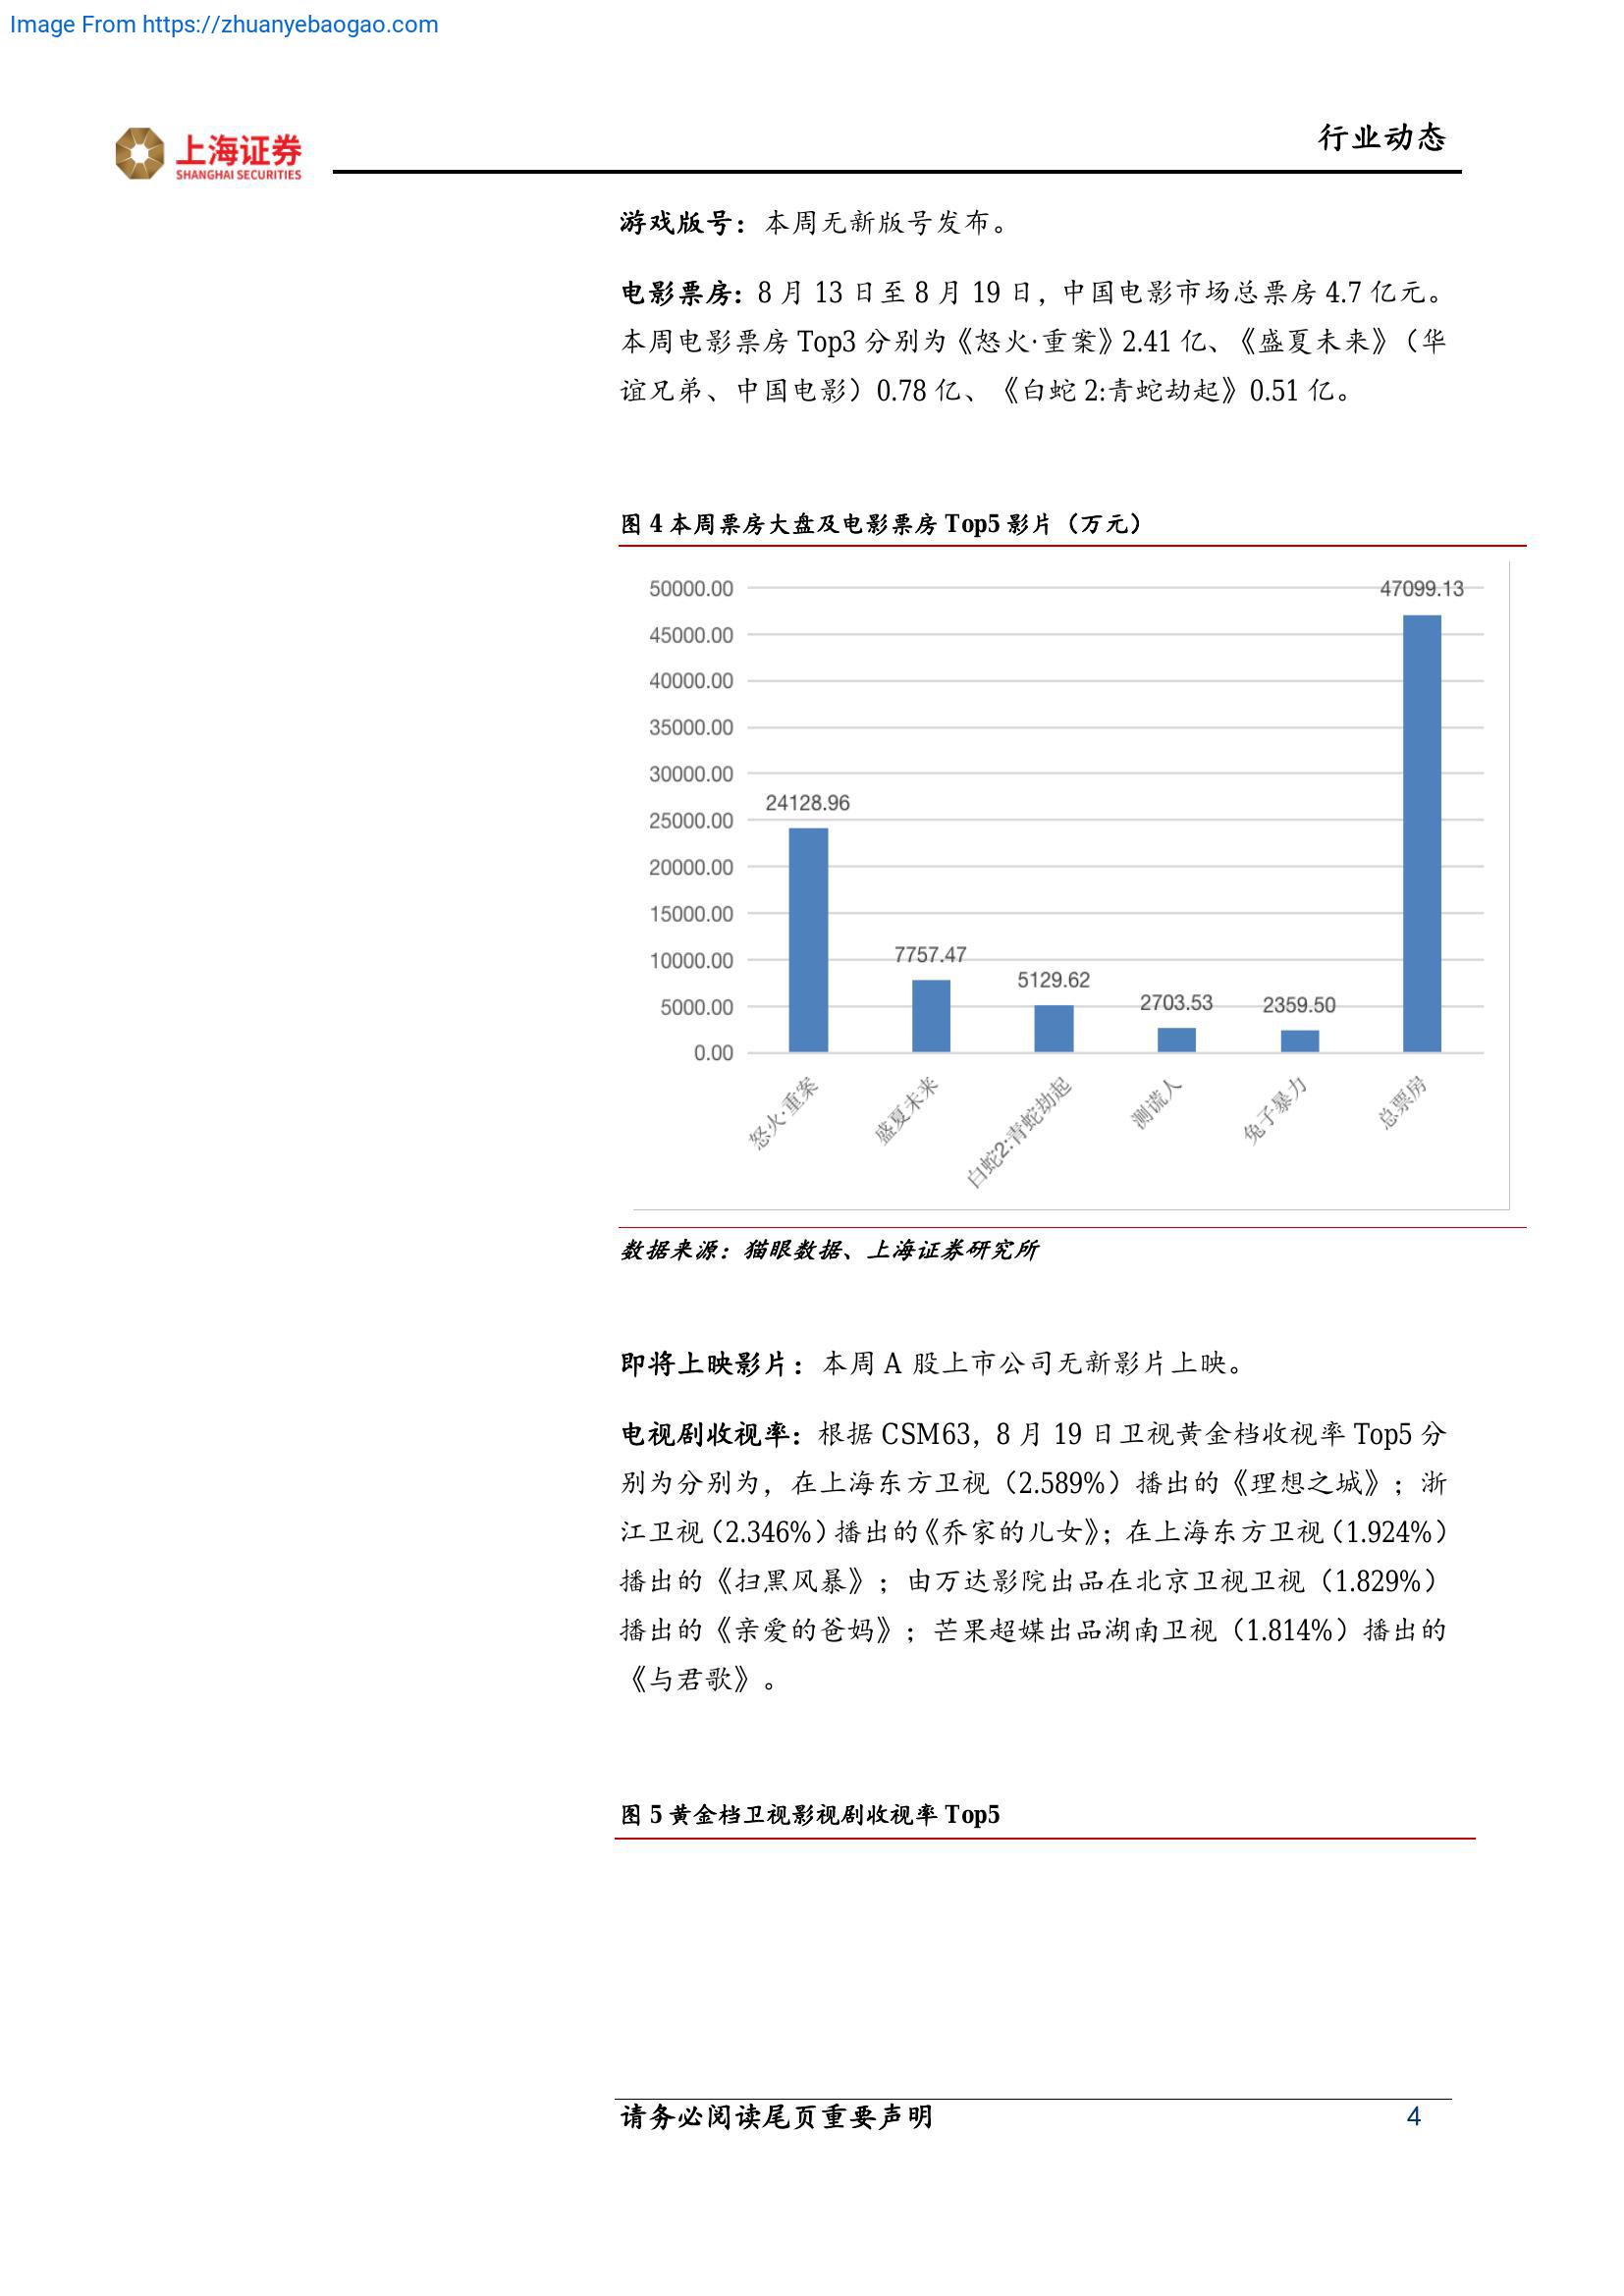 Image From https://zhuanyebaogao.com
上海证券
SHANGHAI SECURITIES
行业动态
游戏版号：本周无新版号发布。
电影票房：8 月 13 日至 8 月 19 日，中国电影市场总票房 4.7 亿元。
本周电影票房 Top3 分别为《怒火·重案》2.41 亿、《盛夏未来》（华
谊兄弟、中国电影）0.78 亿、《白蛇 2:青蛇劫起》0.51 亿。
图 4 本周票房大盘及电影票房 Top5 影片（万元）
50000.00
45000.00
40000.00
35000.00
30000.00
25000.00
20000.00
15000.00
10000.00
5000.00
0.00
24128.96
7757.47
5129.62
2703.53
2359.50
47099.13
怒火·重案
盛夏未来
白蛇2:青蛇劫起
测谎人
兔子暴力
总票房
数据来源：猫眼数据、上海证券研究所
即将上映影片：本周 A 股上市公司无新影片上映。
电视剧收视率：根据 CSM63，8 月 19 日卫视黄金档收视率 Top5 分
别为分别为，在上海东方卫视（2.589%）播出的《理想之城》；浙
江卫视（2.346%）播出的《乔家的儿女》；在上海东方卫视（1.924%）
播出的《扫黑风暴》；由万达影院出品在北京卫视卫视（1.829%）
播出的《亲爱的爸妈》；芒果超媒出品湖南卫视（1.814%）播出的
《与君歌》。
图 5 黄金档卫视影视剧收视率 Top5
请务必阅读尾页重要声明
4